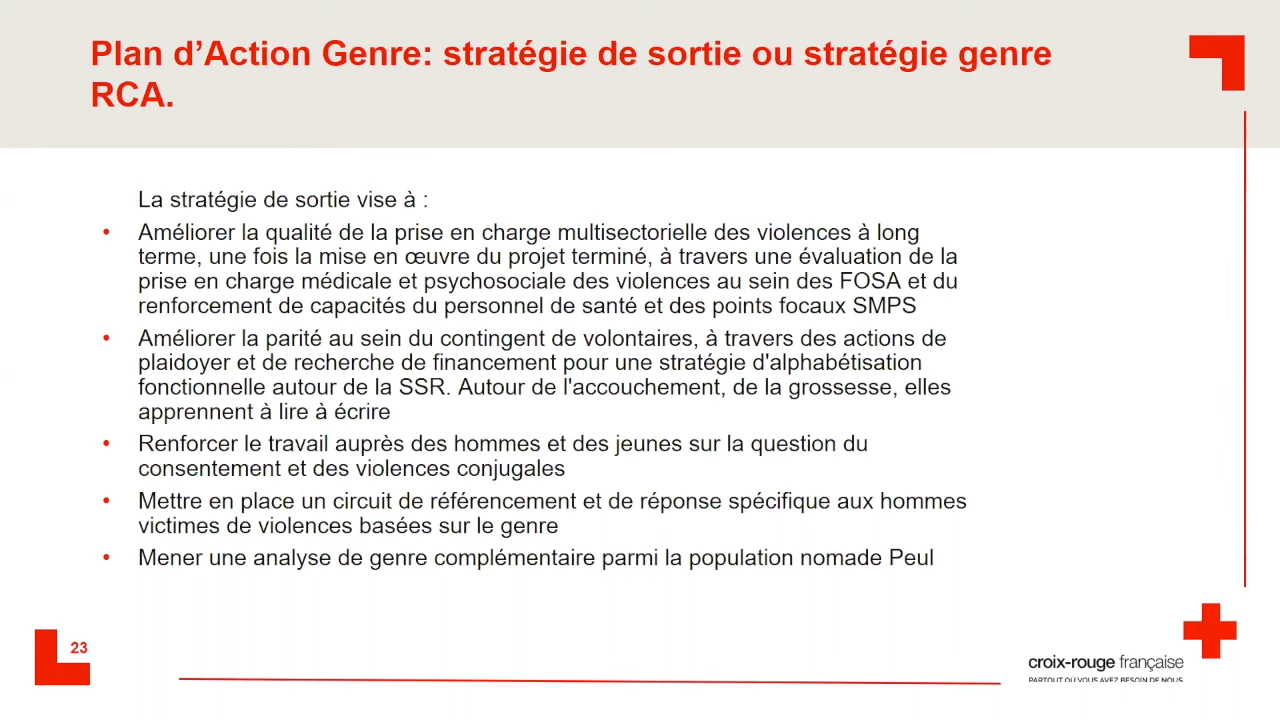 Plan d’Action Genre: stratégie de sortie ou stratégie genre
RCA.
La stratégie de sortie vise à :
• Améliorer la qualité de la prise en charge multisectorielle des violences à long
terme, une fois la mise en œuvre du projet terminé, à travers une évaluation de la
prise en charge médicale et psychosociale des violences au sein des FOSA et du
renforcement de capacités du personnel de santé et des points focaux SMPS
• Améliorer la parité au sein du contingent de volontaires, à travers des actions de
plaidoyer et de recherche de financement pour une stratégie d'alphabétisation
fonctionnelle autour de la SSR. Autour de l'accouchement, de la grossesse, elles
apprennent à lire à écrire
• Renforcer le travail auprès des hommes et des jeunes sur la question du
consentement et des violences conjugales
• Mettre en place un circuit de référencement et de réponse spécifique aux hommes
victimes de violences basées sur le genre
• Mener une analyse de genre complémentaire parmi la population nomade Peul
23
croix-rouge française
PARTOUT OÙ VOUS AVEZ BESOIN DE NOUS